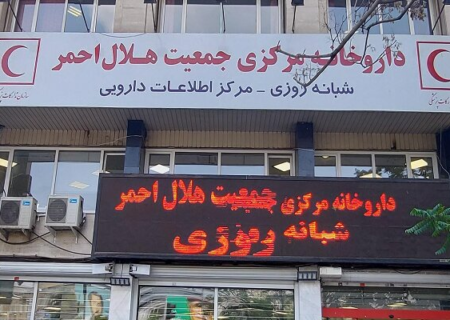 داروخانه مرکزی جمعیت هلال احمر
شبانه روزی - مرکز اطلاعات دارویی
داروخانه مرکزی جمعیت هلال احمر
شبانه روزی